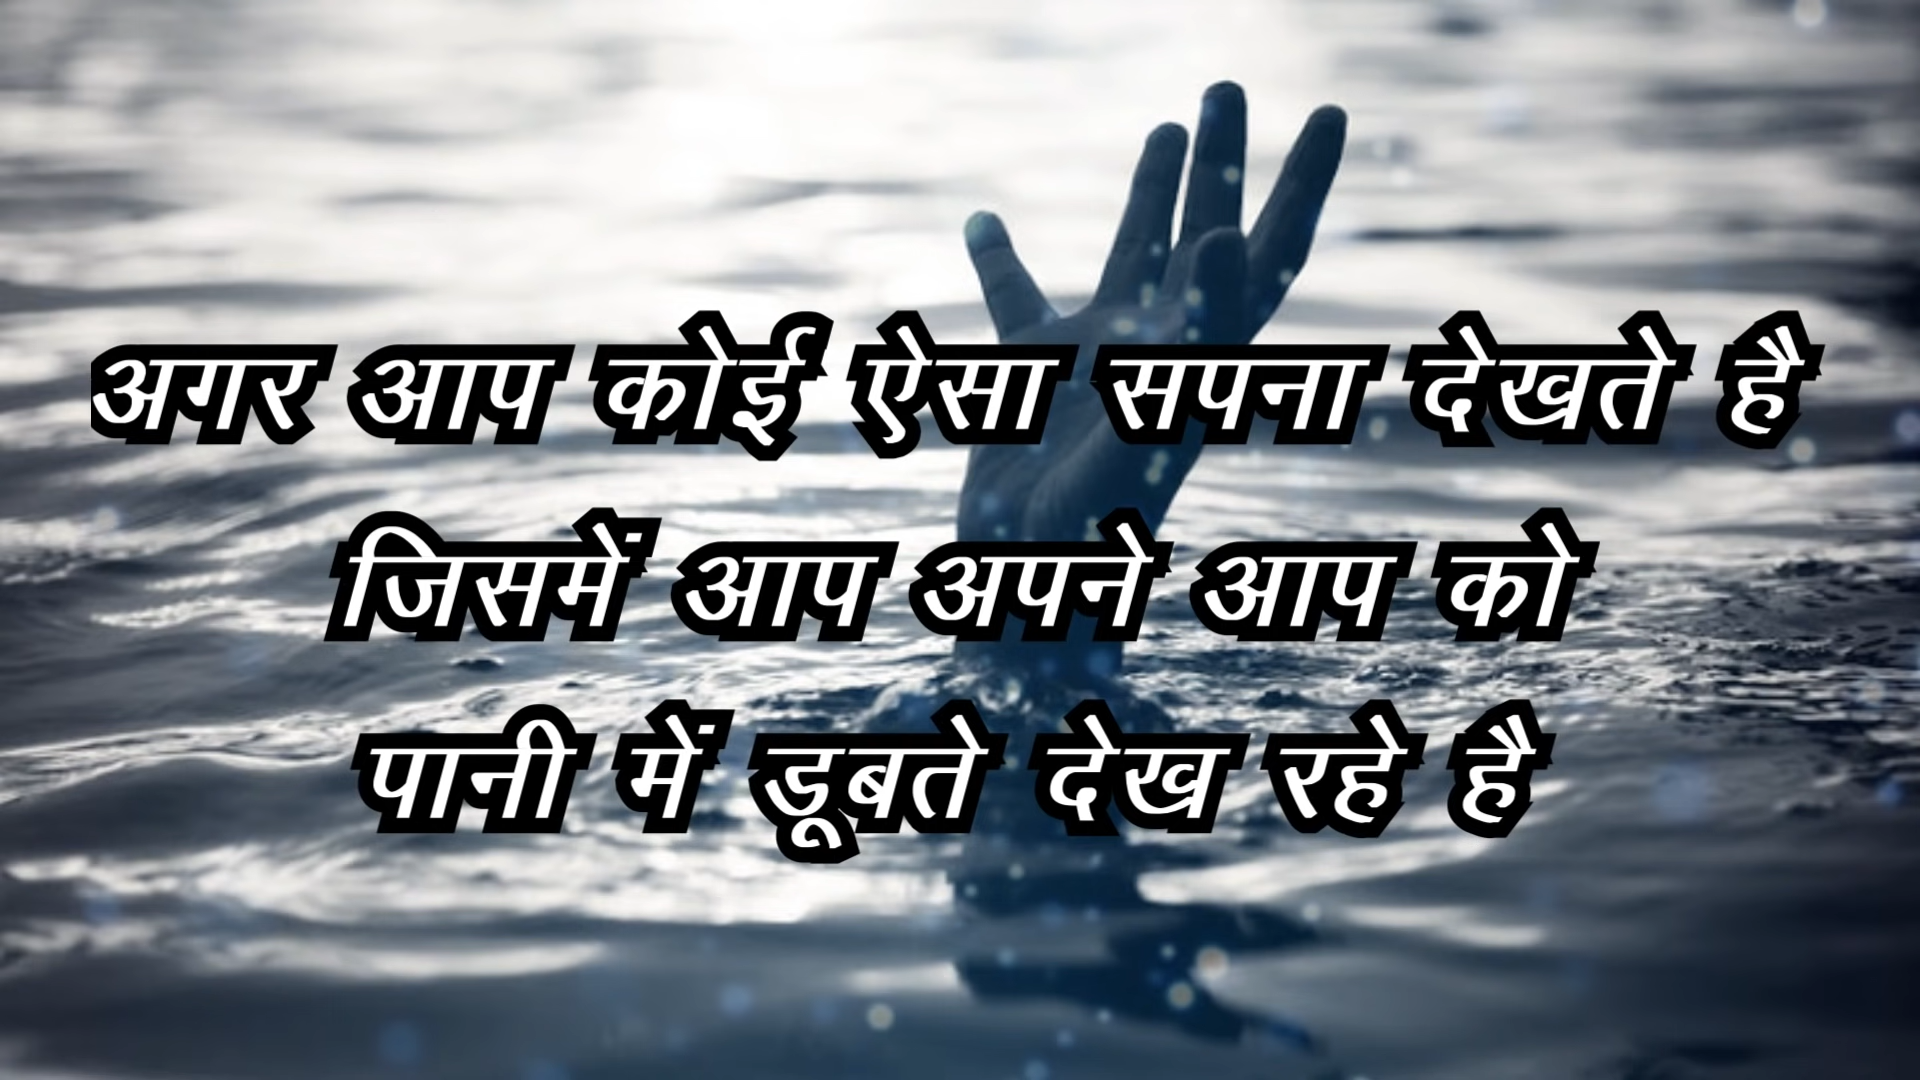 अगर आप कोई ऐसा सपना देखते है
जिसमें आप अपने आप को
पानी में डूबते देख रहे है